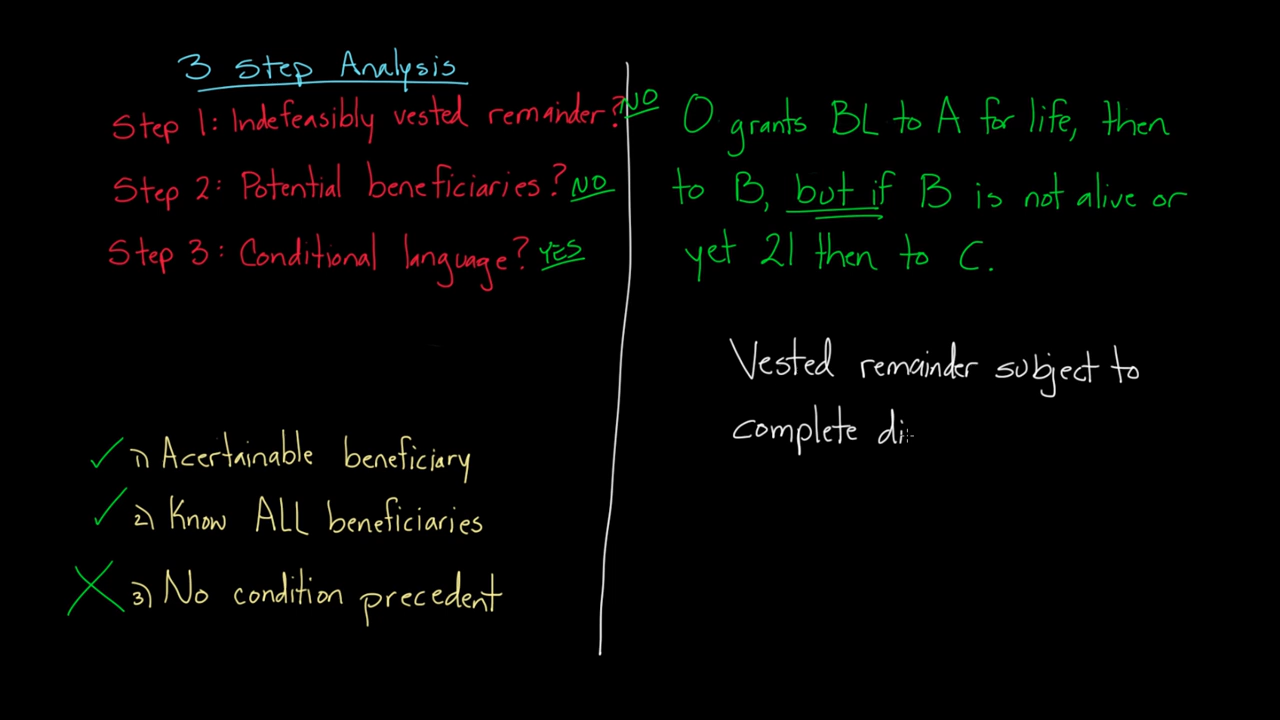 3 Step Analysis
Step 1: Indefeasibly vested remainder? NO
Step 2: Potential beneficiaries? NO
Step 3: Conditional language? YES
1) Acertainable beneficiary
2) Know ALL beneficiaries
3) No condition precedent
O grants BL to A for life, then
to B, but if B is not alive or
yet 21 then to C.
Vested remainder subject to
complete di